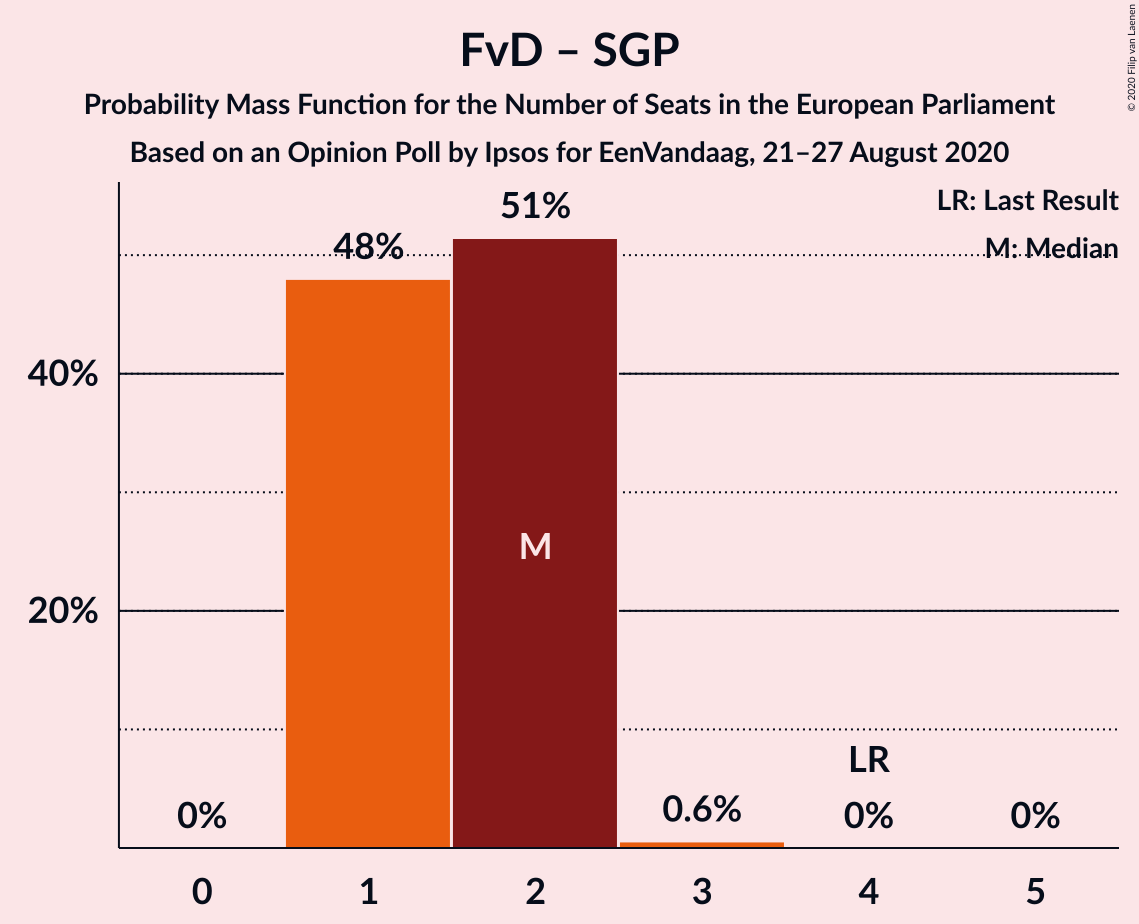 FvD – SGP
Probability Mass Function for the Number of Seats in the European Parliament
Based on an Opinion Poll by Ipsos for EenVandaag, 21–27 August 2020
© 2020 Filip van Laenen
LR: Last Result
M: Median
51%
48%
40%
M
20%
LR
0%
0.6%
0%
0%
0
1
2
3
4
5